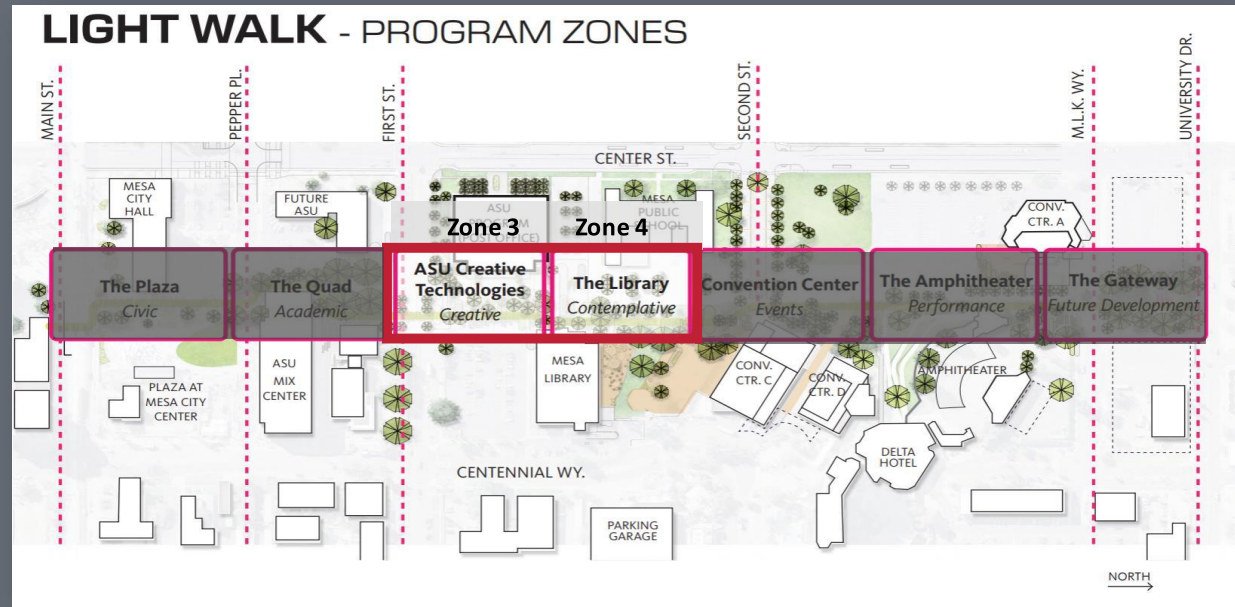 LIGHT WALK - PROGRAM ZONES
MAIN ST.
PEPPER PL.
FIRST ST.
SECOND ST.
M.L.K. WY.
UNIVERSITY DR.
CENTER ST.
MESA
CITY
HALL
FUTURE
ASU
ASU
PROGRAM
(POST OFFICE)
MESA
PUBLIC
SCHOOL
CONV.
CTR. A
Zone 3
Zone 4
The Plaza
Civic
The Quad
Academic
ASU Creative
Technologies
Creative
The Library
Contemplative
Convention Center
Events
The Amphitheater
Performance
The Gateway
Future Development
PLAZA AT
MESA CITY
CENTER
ASU
MIX
CENTER
MESA
LIBRARY
CONV.
CTR. C
CONV.
CTR. D
AMPHITHEATER
DELTA
HOTEL
CENTENNIAL WY.
PARKING
GARAGE
NORTH